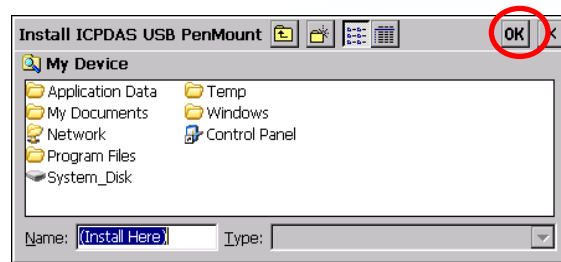 Install ICPDAS USB PenMount OK ×
My Device
Application Data Temp
My Documents Windows
Network Control Panel
Program Files
System_Disk
Name: (Install Here) Type: